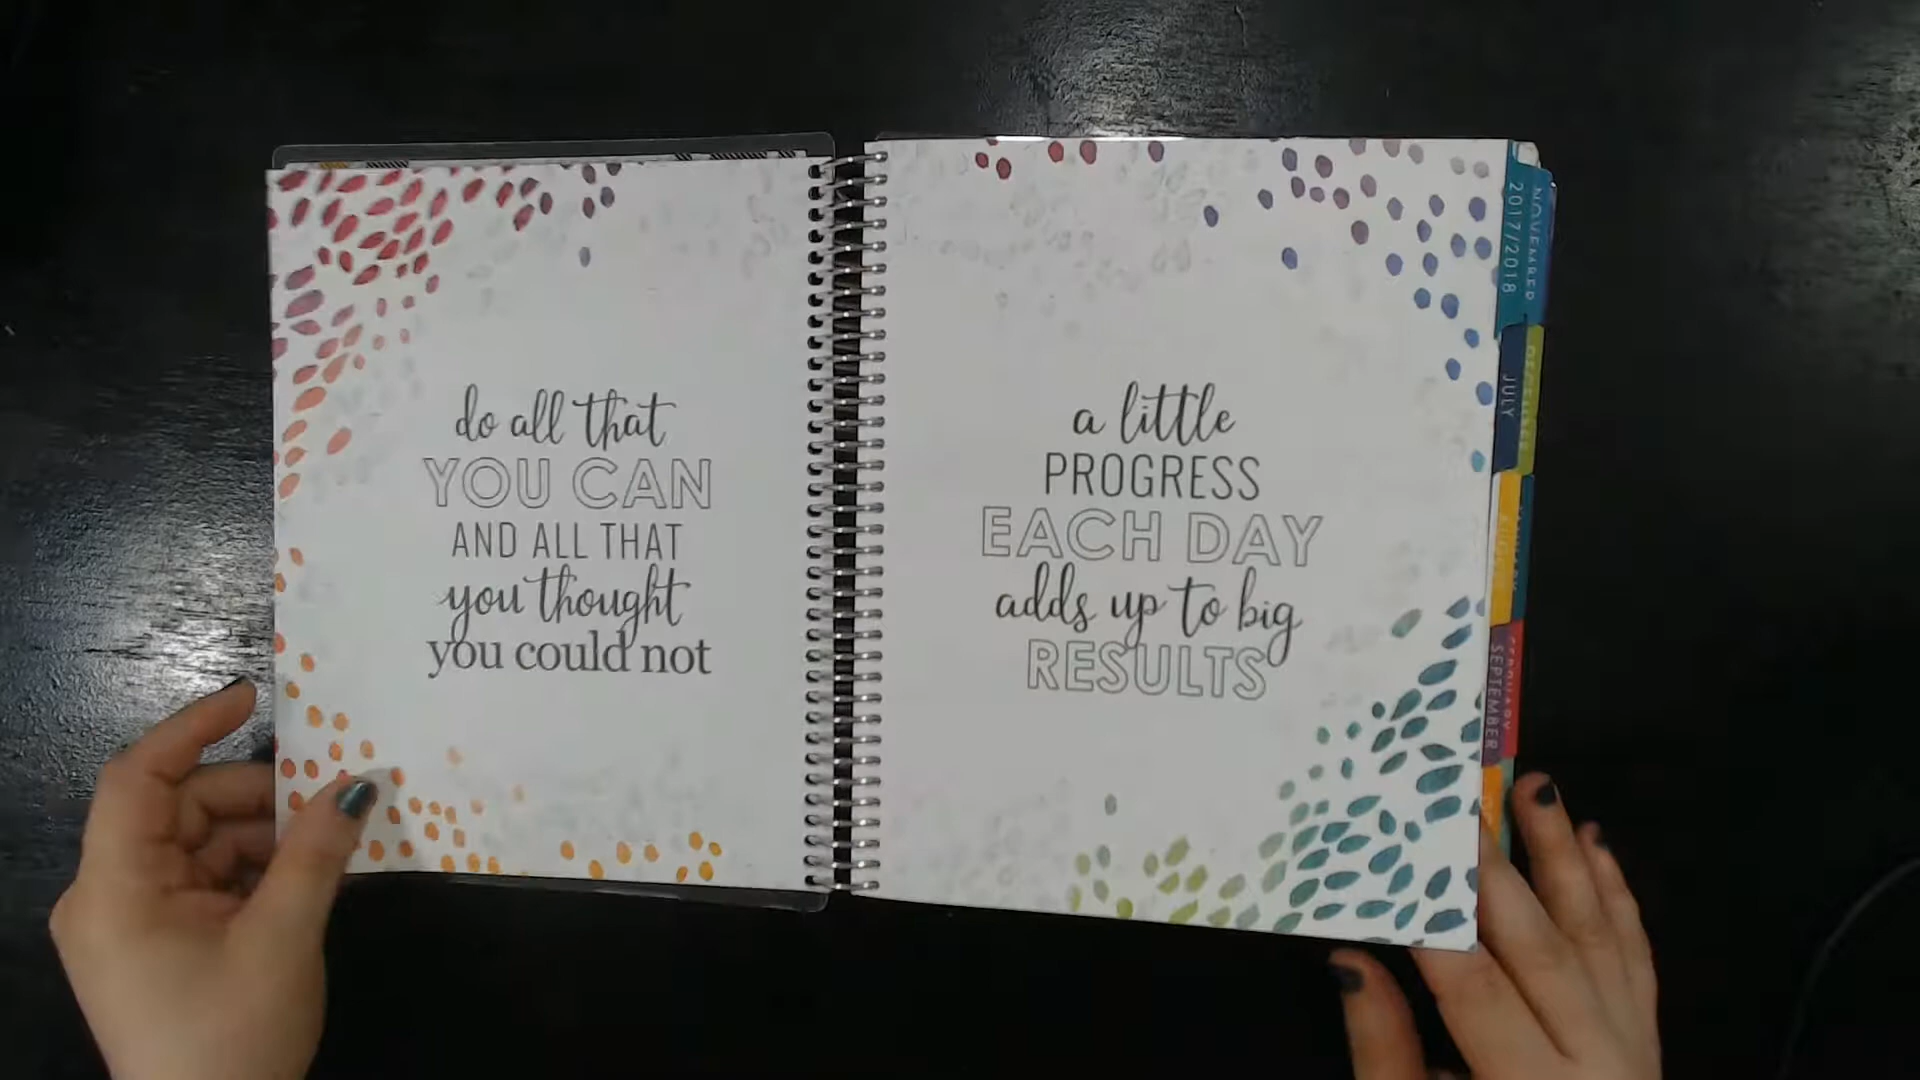 do all that
YOU CAN
AND ALL THAT
you thought
you could not
a little
PROGRESS
EACH DAY
adds up to big
RESULTS
NOVEMBER
2017/2018
DECEMBER
JULY
SEPTEMBER